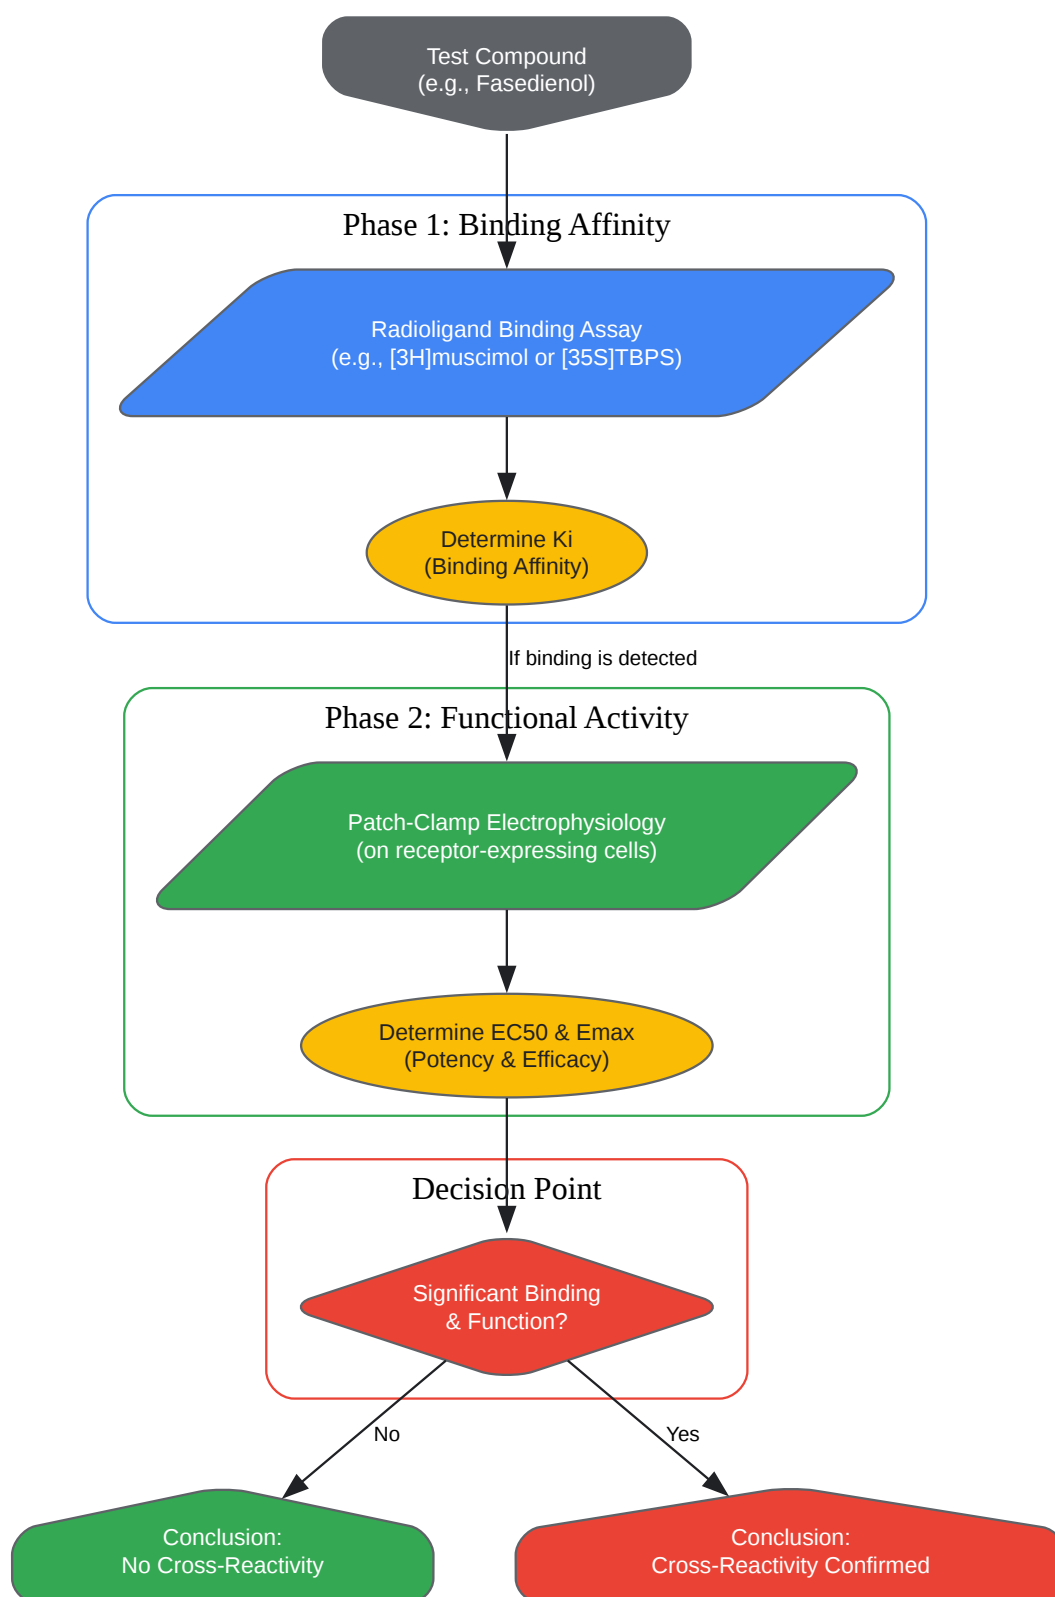 Test Compound
(e.g., Fasedienol)
Phase 1: Binding Affinity
Radioligand Binding Assay
(e.g., [3H]muscimol or [35S]TBPS)
Determine Ki
(Binding Affinity)
If binding is detected
Phase 2: Functional Activity
Patch-Clamp Electrophysiology
(on receptor-expressing cells)
Determine EC50 & Emax
(Potency & Efficacy)
Decision Point
Significant Binding
& Function?
No
Yes
Conclusion:
No Cross-Reactivity
Conclusion:
Cross-Reactivity Confirmed